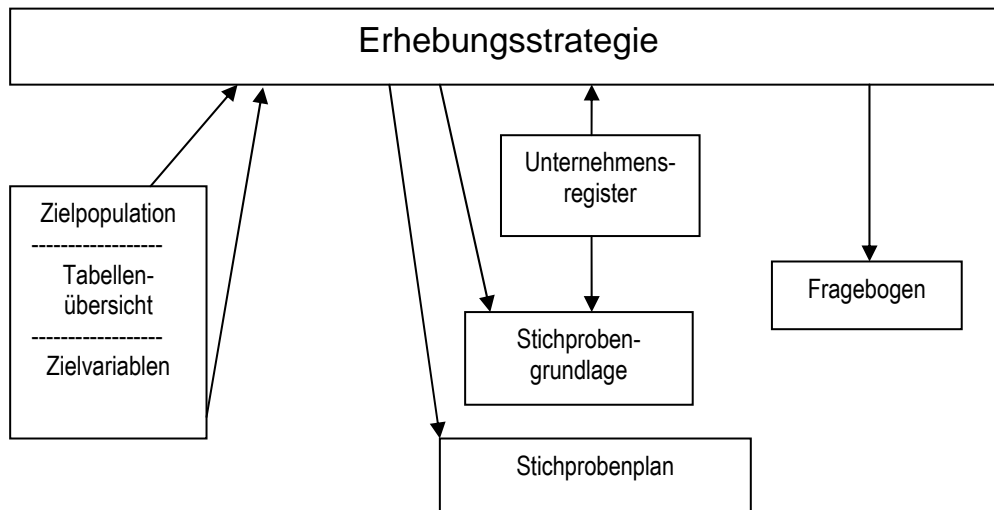 Erhebungsstrategie
Unternehmens-
register
Zielpopulation
-------------------
Tabellen-
übersicht
-------------------
Zielvariablen
Fragebogen
Stichproben-
grundlage
Stichprobenplan